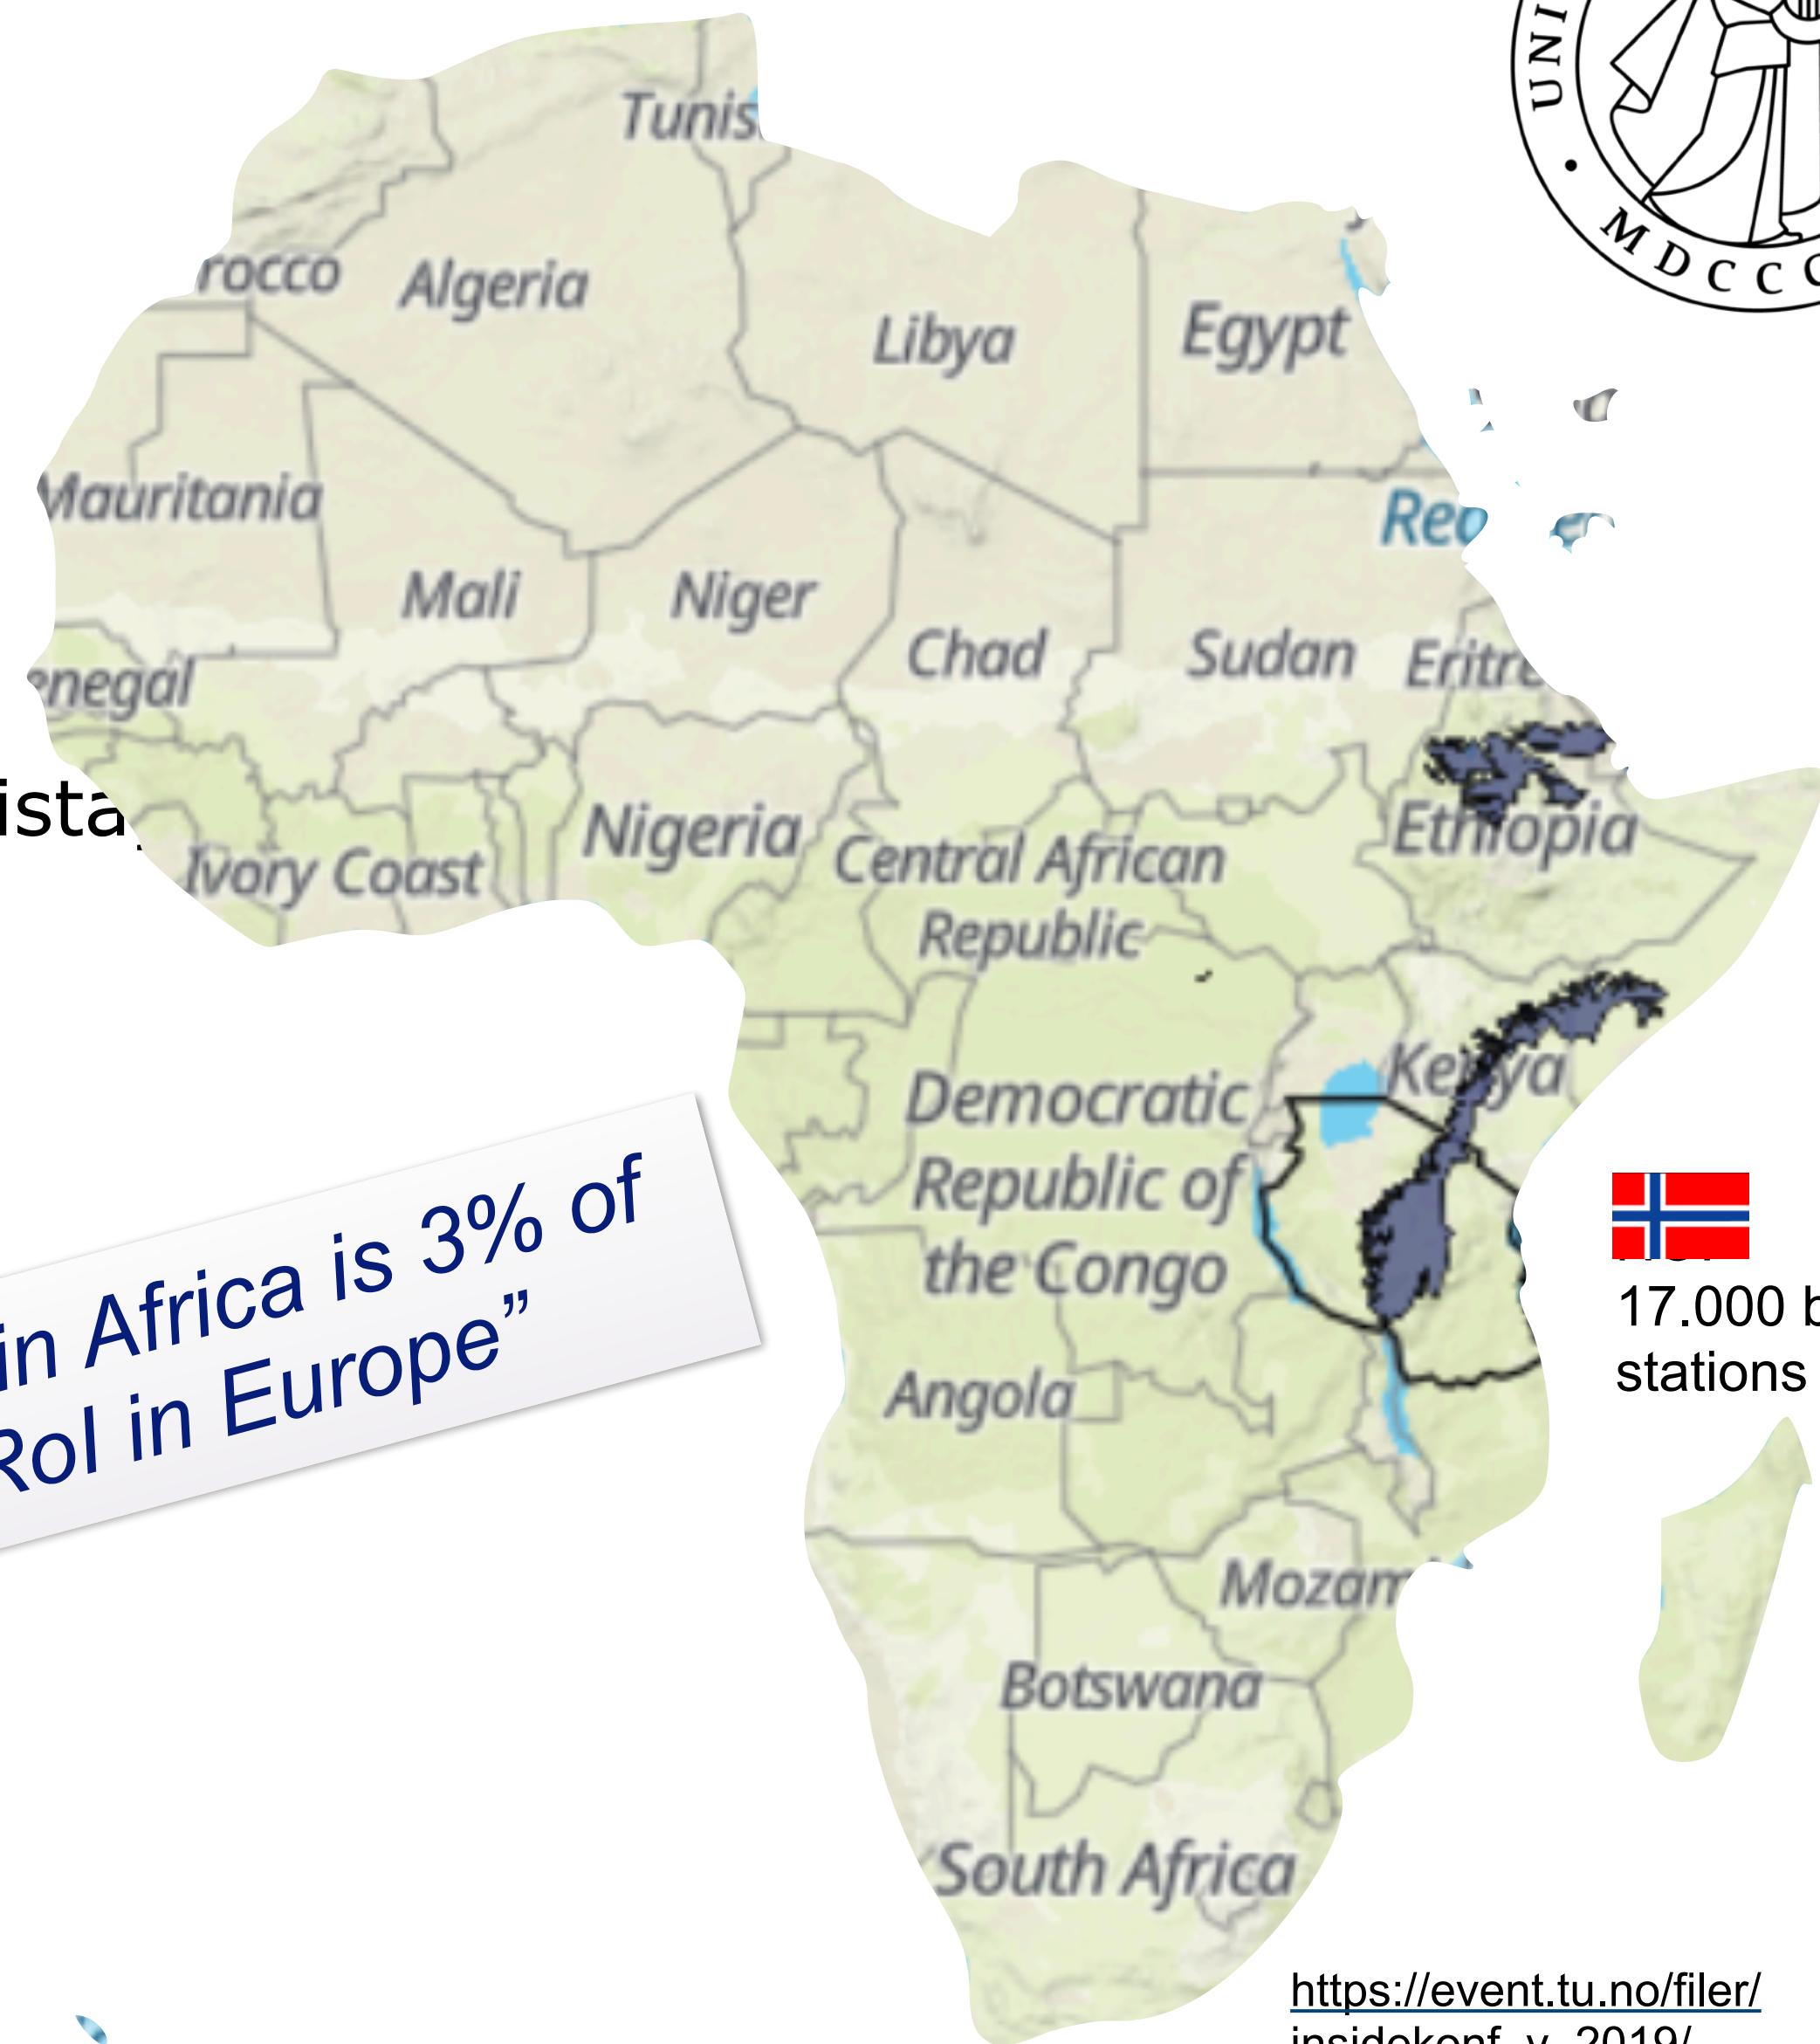 UNI
• MDCCC
Tunis
rocco
Algeria
Libya
Egypt
Mauritania
Red
Mali
Niger
Chad
Sudan
Eritre
enegal
ista
Nigeria
Ethiopia
Ivory Coast
Central African
Republic
Kenya
Democratic
Republic of
the Congo
in Africa is 3% of
RoI in Europe”
17.000 b
stations
Angola
Mozam
Botswana
South Africa
https://event.tu.no/filer/
insidekonf_v_2019/